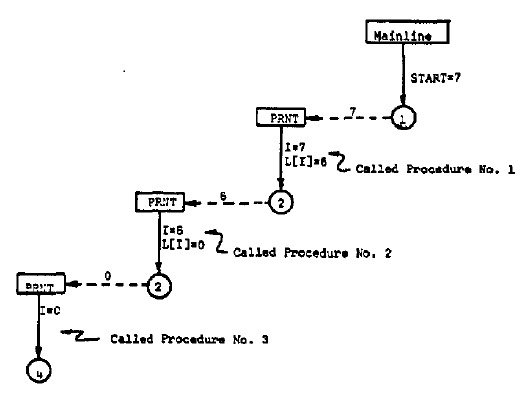 Mainline
START=7
PRNT
7
1
I=7
L[I]=6
Called Procedure No. 1
PRNT
6
2
I=6
L[I]=0
Called Procedure No. 2
PRNT
0
2
I=0
Called Procedure No. 3
4